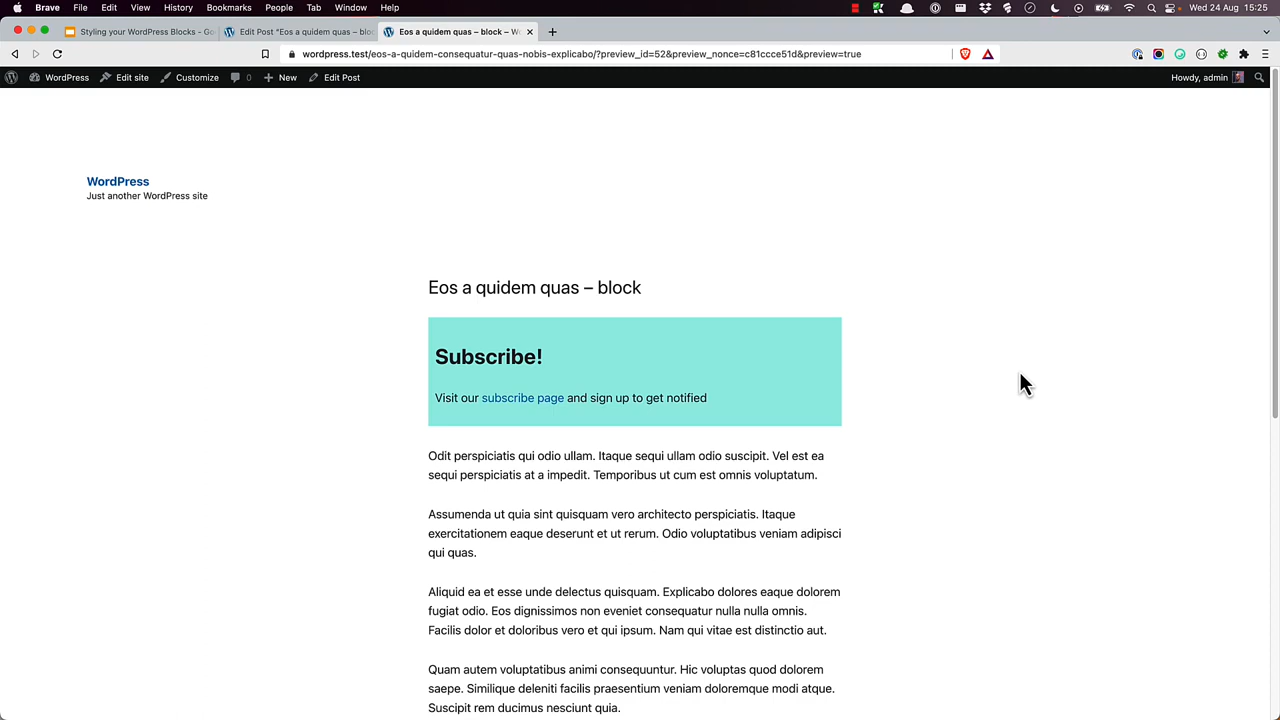 Brave File Edit View History Bookmarks People Tab Window Help Wed 24 Aug 15:25
Styling your WordPress Blocks - Go Edit Post "Eos a quidem quas – bloc Eos a quidem quas – block – Wo
wordpress.test/eos-a-quidem-consequatur-quas-nobis-explicabo/?preview_id=52&preview_nonce=c81ccce51d&preview=true
WordPress Edit site Customize 0 New Edit Post Howdy, admin
WordPress
Just another WordPress site
Eos a quidem quas – block
Subscribe!
Visit our subscribe page and sign up to get notified
Odit perspiciatis qui odio ullam. Itaque sequi ullam odio suscipit. Vel est ea
sequi perspiciatis at a impedit. Temporibus ut cum est omnis voluptatum.
Assumenda ut quia sint quisquam vero architecto perspiciatis. Itaque
exercitationem eaque deserunt et ut rerum. Odio voluptatibus veniam adipisci
qui quas.
Aliquid ea et esse unde delectus quisquam. Explicabo dolores eaque dolorem
fugiat odio. Eos dignissimos non eveniet consequatur nulla nulla omnis.
Facilis dolor et doloribus vero et qui ipsum. Nam qui vitae est distinctio aut.
Quam autem voluptatibus animi consequuntur. Hic voluptas quod dolorem
saepe. Similique deleniti facilis praesentium veniam doloremque modi atque.
Suscipit rem ducimus nesciunt quia.